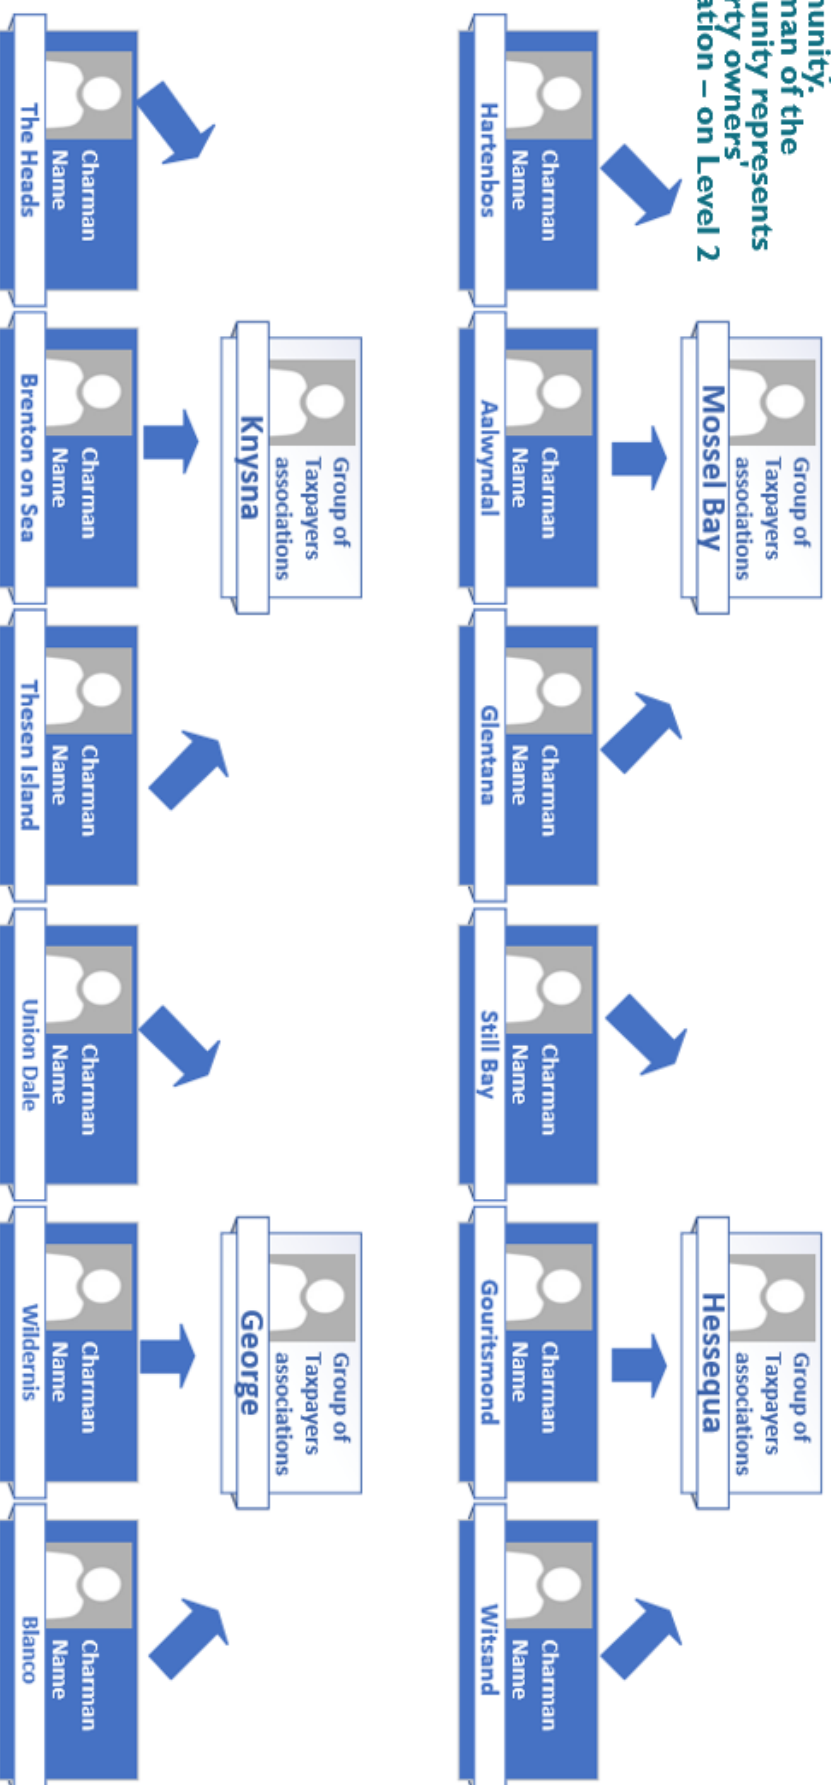 munity.
man of the
unity represents
rty owners'
ation – on Level 2
Group of
Taxpayers
associations
Mossel Bay
Group of
Taxpayers
associations
Hessequa
Charman
Name
Hartenbos
Charman
Name
Aalwyndal
Charman
Name
Glentana
Charman
Name
Still Bay
Charman
Name
Gouritsmond
Charman
Name
Witsand
Group of
Taxpayers
associations
Knysna
Group of
Taxpayers
associations
George
Charman
Name
The Heads
Charman
Name
Brenton on Sea
Charman
Name
Thesen Island
Charman
Name
Union Dale
Charman
Name
Wildernis
Charman
Name
Blanco